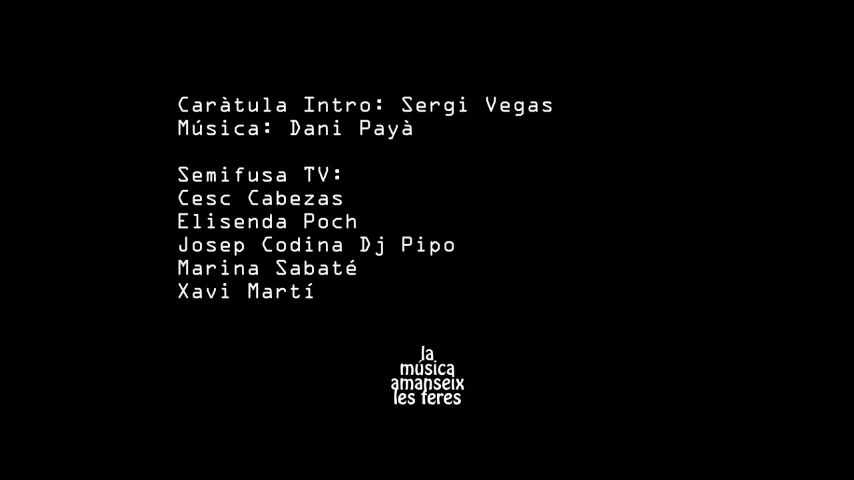 Caràtula Intro: Sergi Vegas
Música: Dani Payà
Semifusa TV:
Cesc Cabezas
Elisenda Poch
Josep Codina Dj Pipo
Marina Sabaté
Xavi Martí
la
música
amanseix
les feres